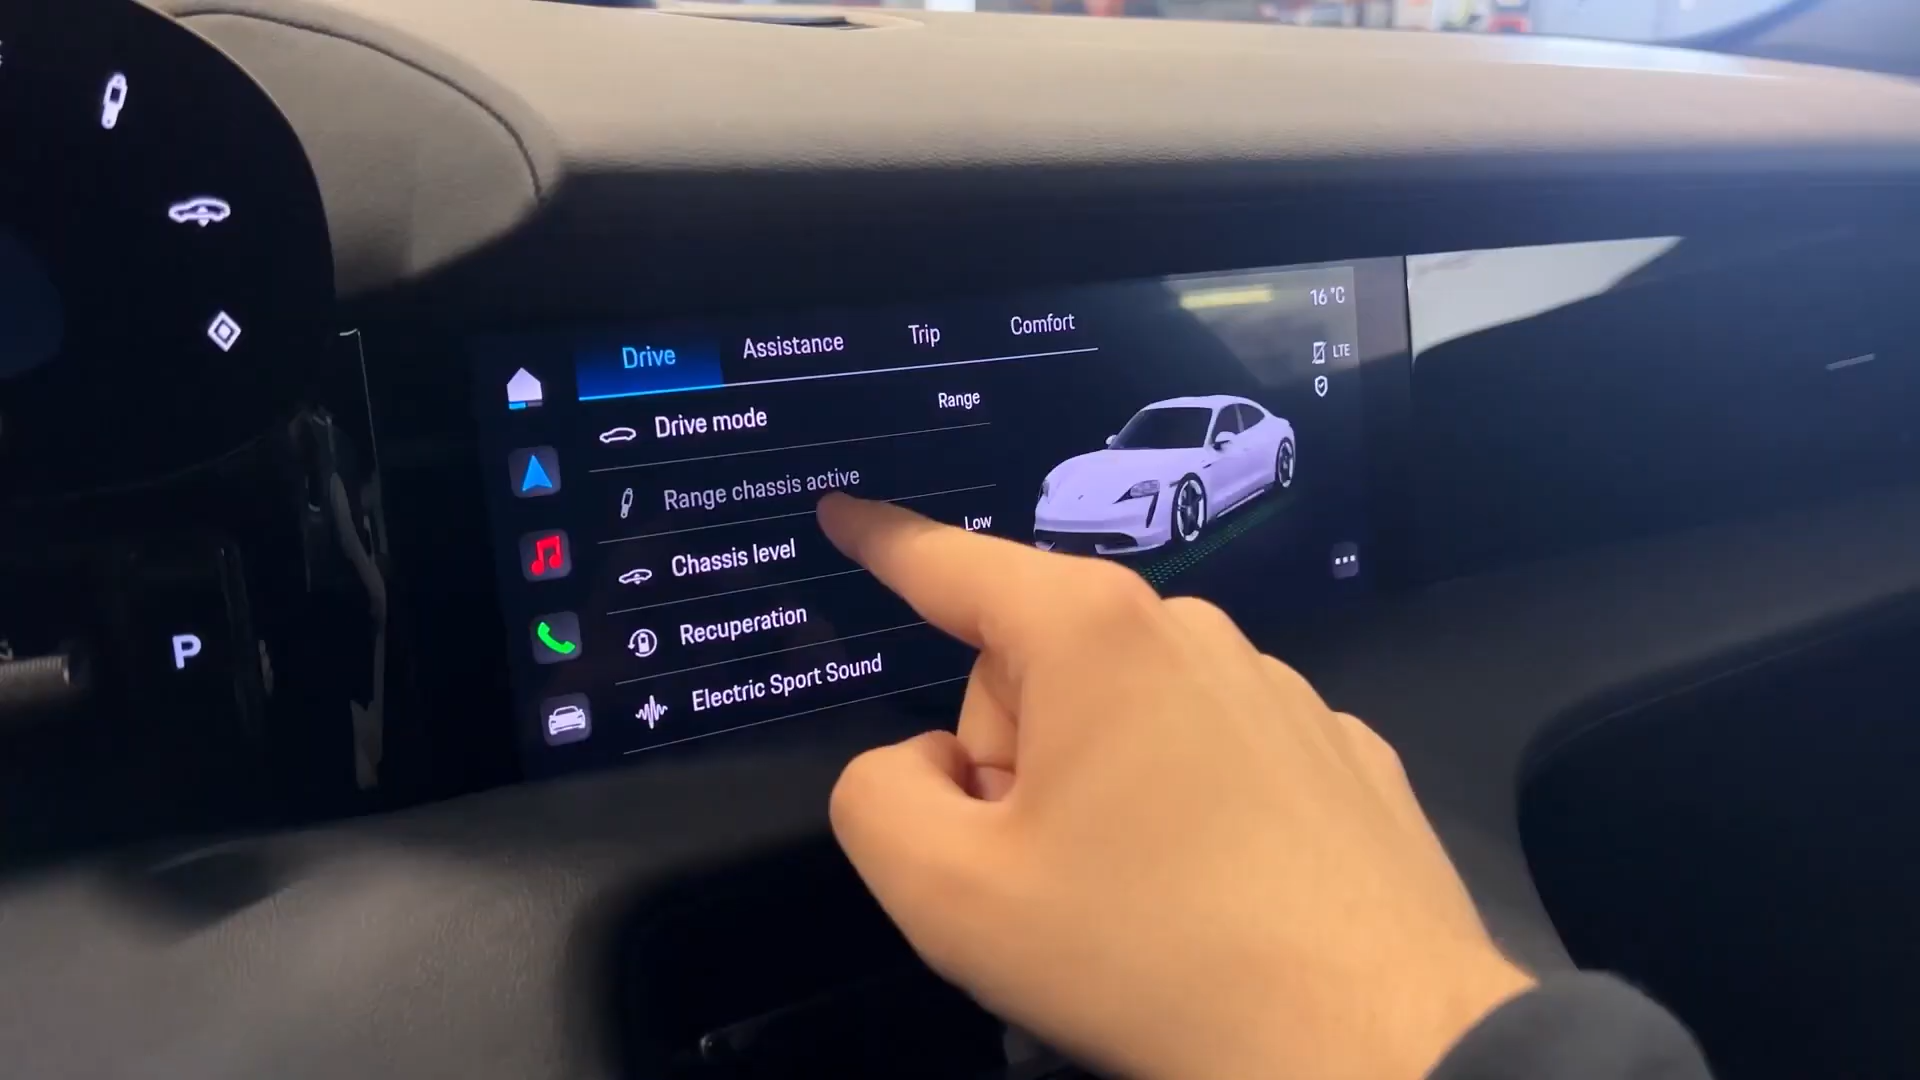 16 °C
Drive Assistance Trip Comfort
LTE
Drive mode Range
Range chassis active
Chassis level Low
Recuperation
Electric Sport Sound
P